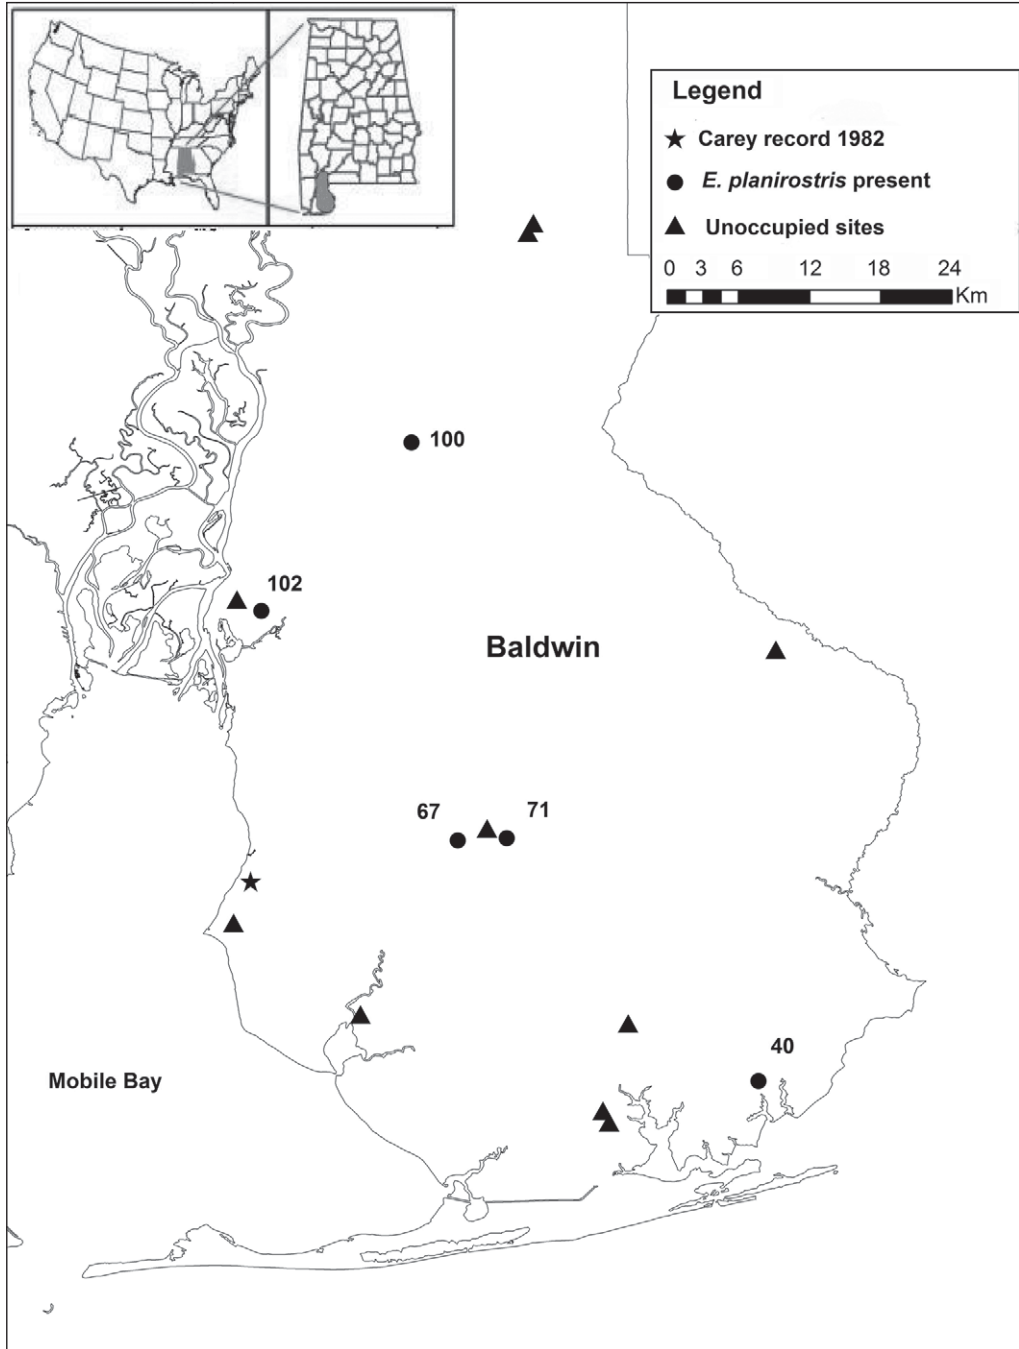 Legend
Carey record 1982
E. planirostris present
Unoccupied sites
0 3 6 12 18 24
Km
100
102
Baldwin
67
71
40
Mobile Bay